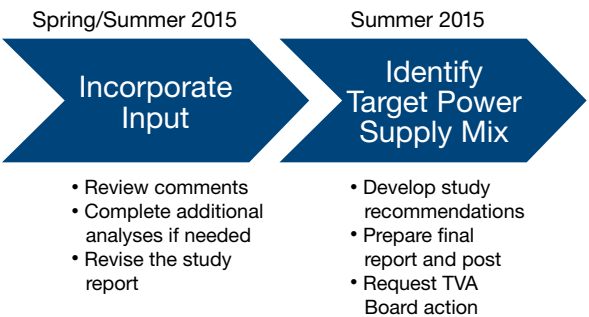 Spring/Summer 2015
Incorporate
Input
• Review comments
• Complete additional
analyses if needed
• Revise the study
report
Summer 2015
Identify
Target Power
Supply Mix
• Develop study
recommendations
• Prepare final
report and post
• Request TVA
Board action